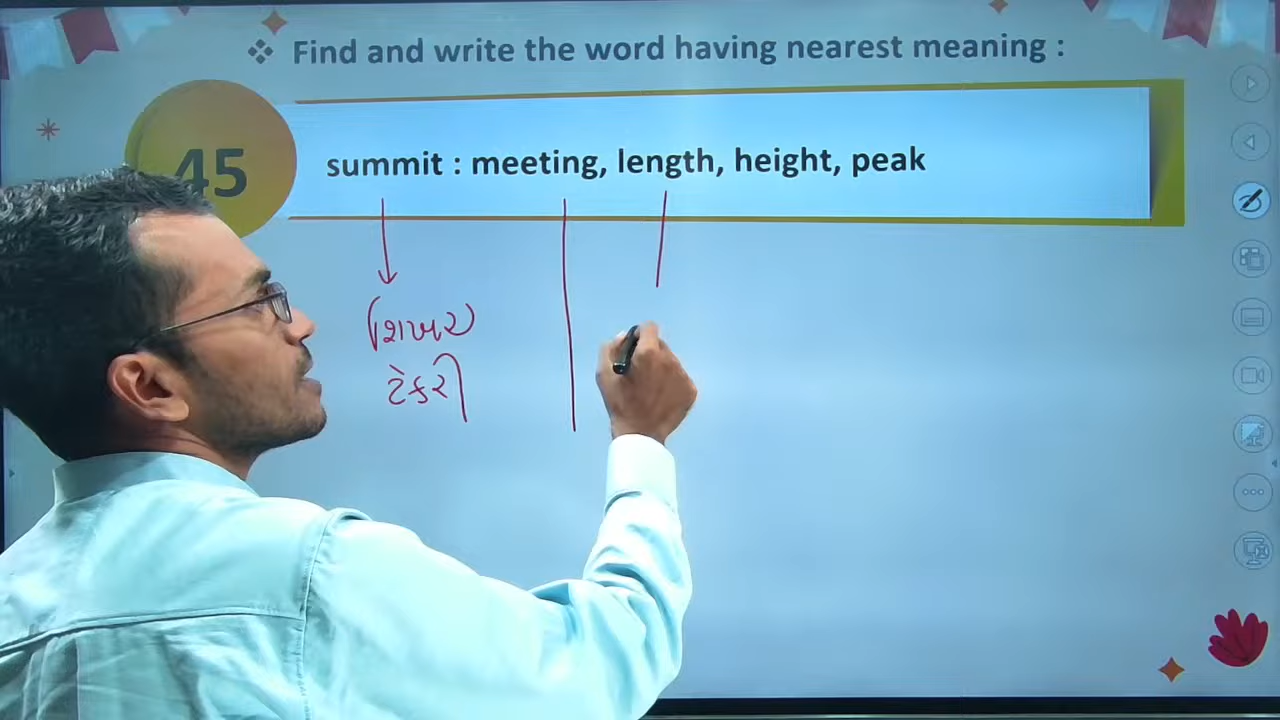 ❖ Find and write the word having nearest meaning :
45
summit : meeting, length, height, peak
શિખર
ટેકરી